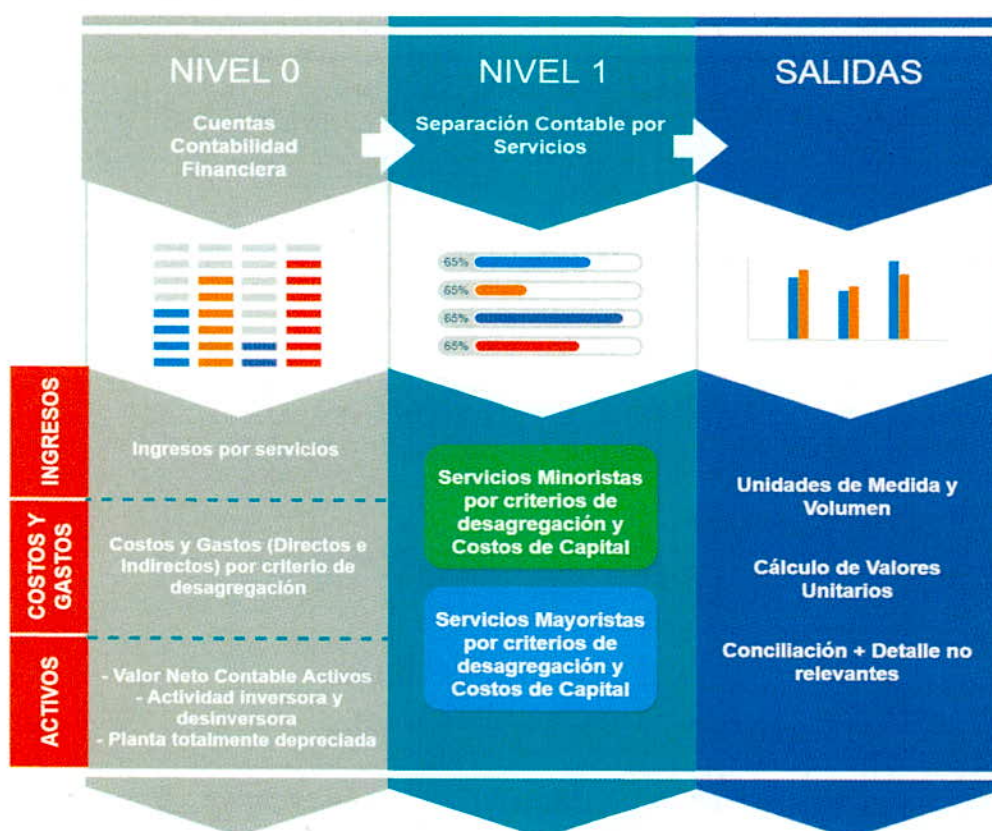 NIVEL 0
Cuentas
Contabilidad
Financiera
NIVEL 1
Separación Contable por
Servicios
SALIDAS
65%
65%
65%
65%
INGRESOS
Ingresos por servicios
COSTOS Y
GASTOS
Costos y Gastos (Directos e
Indirectos) por criterio de
desagregación
ACTIVOS
- Valor Neto Contable Activos
- Actividad inversora y
desinversora
- Planta totalmente depreciada
Servicios Minoristas
por criterios de
desagregación y
Costos de Capital
Servicios Mayoristas
por criterios de
desagregación y
Costos de Capital
Unidades de Medida y
Volumen
Cálculo de Valores
Unitarios
Conciliación + Detalle no
relevantes